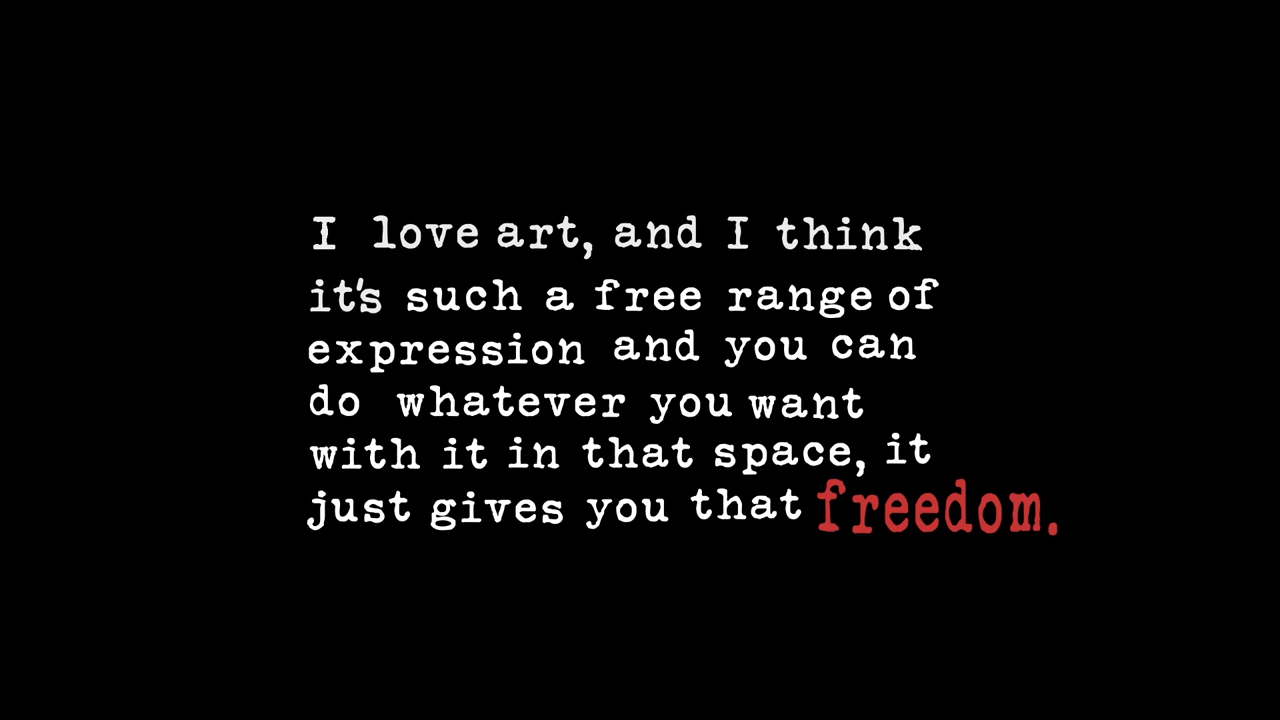 I love art, and I think
it's such a free range of
expression and you can
do whatever you want
with it in that space, it
just gives you that freedom.